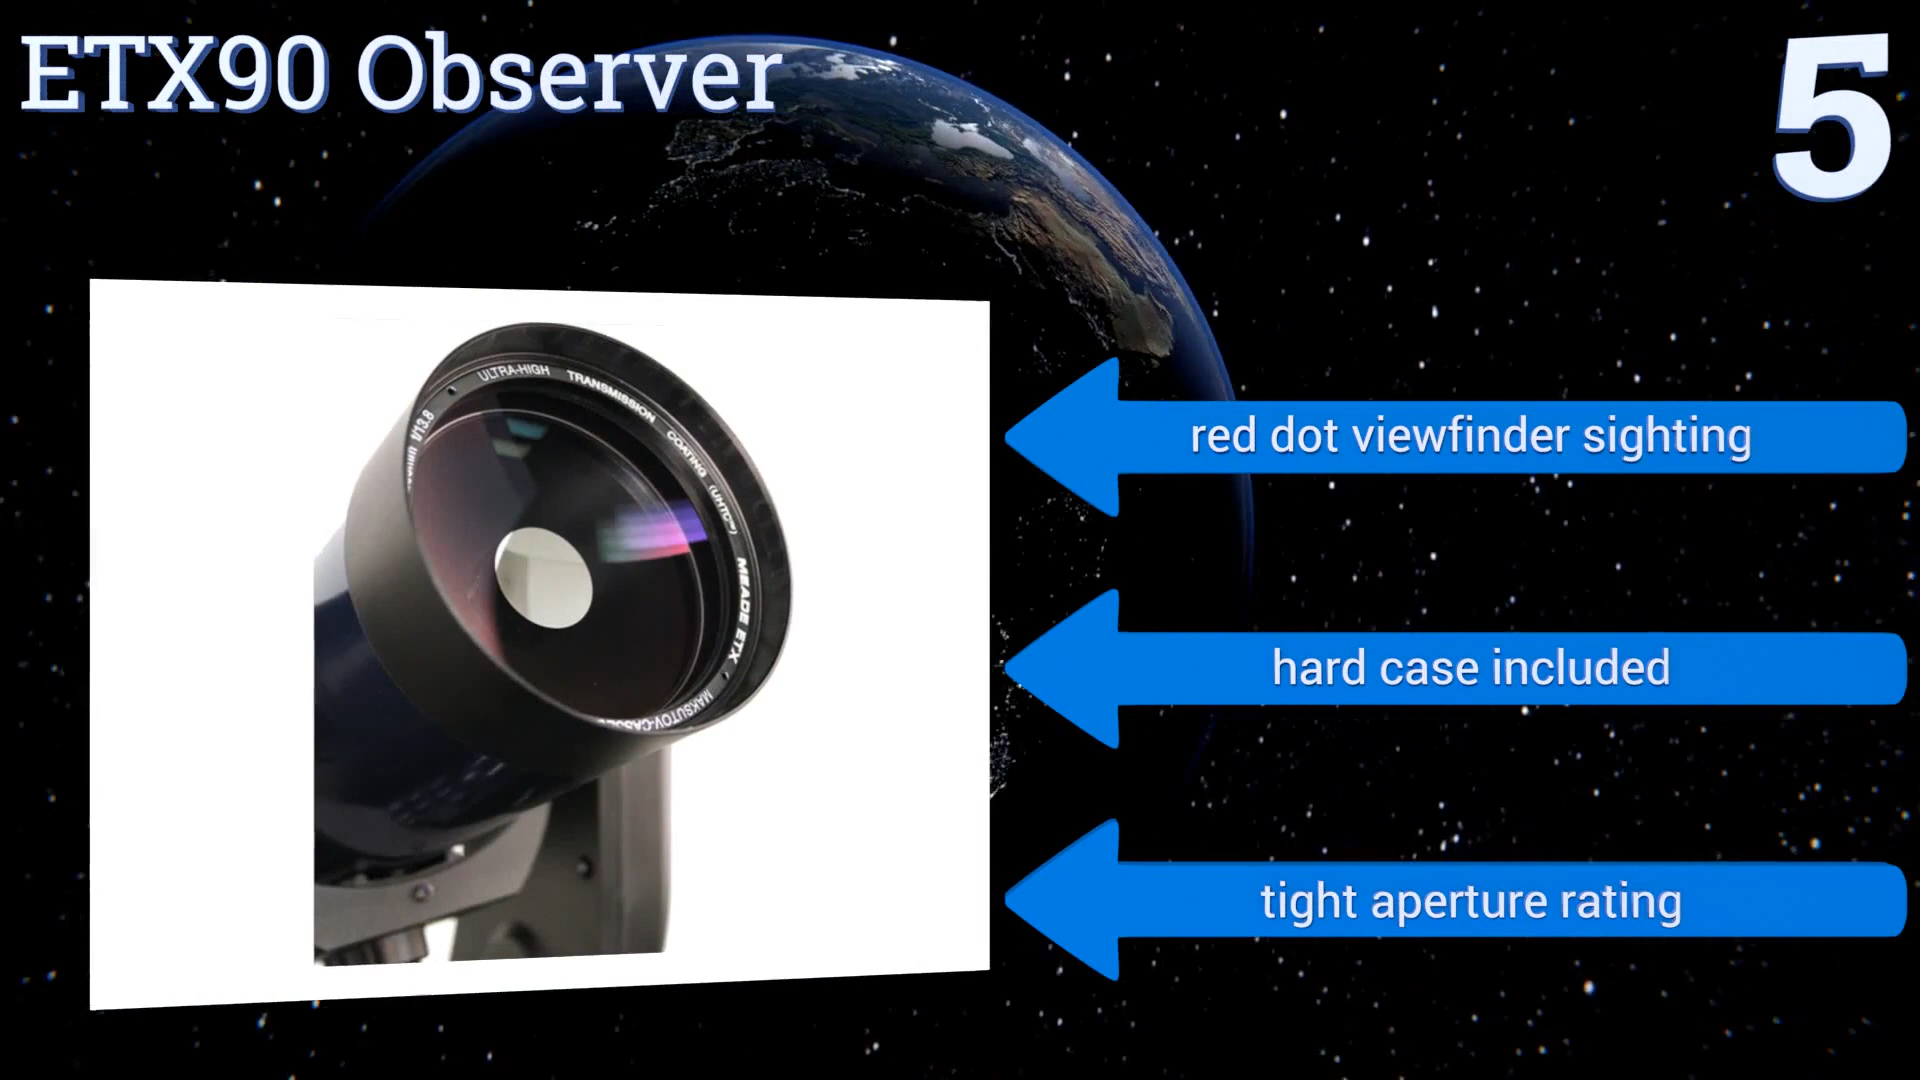 ETX90 Observer
5
ULTRA-HIGH TRANSMISSION COATING (UHTC™)
MEADE ETX
f/13.8
red dot viewfinder sighting
hard case included
tight aperture rating